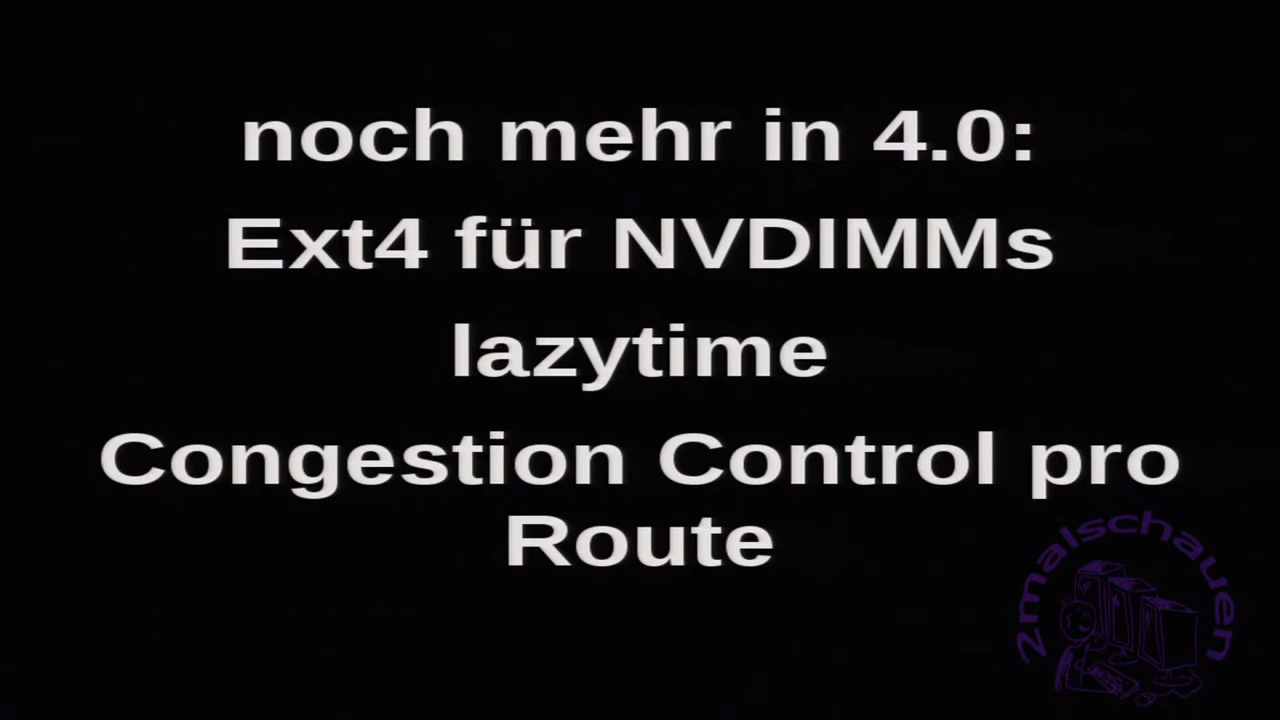 noch mehr in 4.0:
Ext4 für NVDIMMs
lazytime
Congestion Control pro
Route
2malschauen